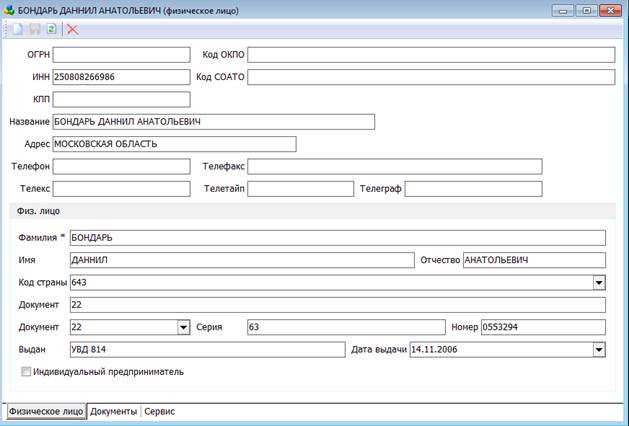 БОНДАРЬ ДАННИЛ АНАТОЛЬЕВИЧ (физическое лицо)
ОГРН Код ОКПО
ИНН 250808266986 Код СОАТО
КПП
Название БОНДАРЬ ДАННИЛ АНАТОЛЬЕВИЧ
Адрес МОСКОВСКАЯ ОБЛАСТЬ
Телефон Телефакс
Телекс Телетайп Телеграф
Физ. лицо
Фамилия * БОНДАРЬ
Имя ДАННИЛ Отчество АНАТОЛЬЕВИЧ
Код страны 643
Документ 22
Документ 22 Серия 63 Номер 0553294
Выдан УВД 814 Дата выдачи 14.11.2006
Индивидуальный предприниматель
Физическое лицо Документы Сервис